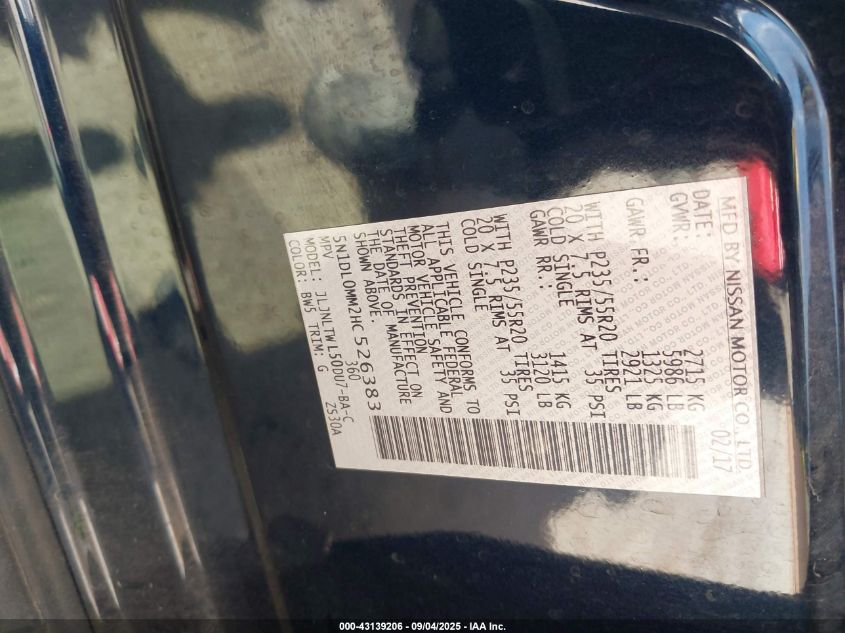 MFD BY NISSAN MOTOR CO., LTD.
DATE: 02/17
GVWR: 2715 KG
5986 LB
GAWR FR.: 1325 KG
2921 LB
WITH P235/55R20 TIRES
20 X 7.5 RIMS AT 35 PSI
COLD SINGLE
GAWR RR.: 1415 KG
3120 LB
WITH P235/55R20 TIRES
20 X 7.5 RIMS AT 35 PSI
COLD SINGLE
THIS VEHICLE CONFORMS TO
ALL APPLICABLE FEDERAL
MOTOR VEHICLE SAFETY AND
THEFT PREVENTION
STANDARDS IN EFFECT ON
THE DATE OF MANUFACTURE
SHOWN ABOVE.
5N1DL0MM2HC526383
MPV 360
MODEL: JLJNLTWL50DU7-BA-C
COLOR: BW5 TRIM: G Z530A
000-43139206 - 09/04/2025 - IAA Inc.